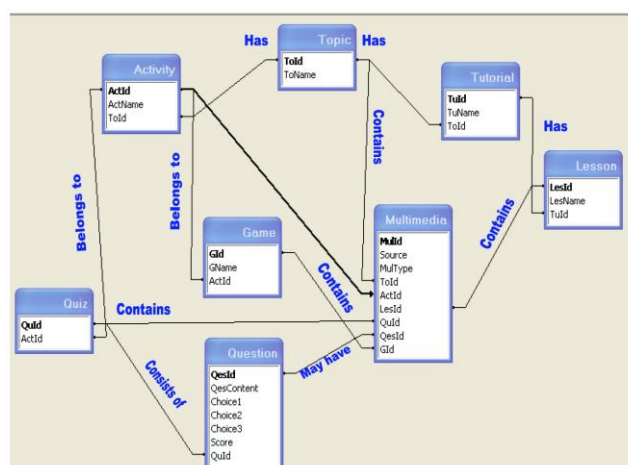 Has
Topic
Has
ToId
ToName
Activity
ActId
ActName
ToId
Tutorial
TuId
TuName
ToId
Has
Contains
Belongs to
Belongs to
Lesson
LesId
LesName
TuId
Game
GId
GName
ActId
Multimedia
MulId
Source
MulType
ToId
ActId
LesId
QuId
QesId
GId
Contains
Contains
Quiz
QuId
ActId
Contains
Consists of
May have
Question
QesId
QesContent
Choice1
Choice2
Choice3
Score
QuId